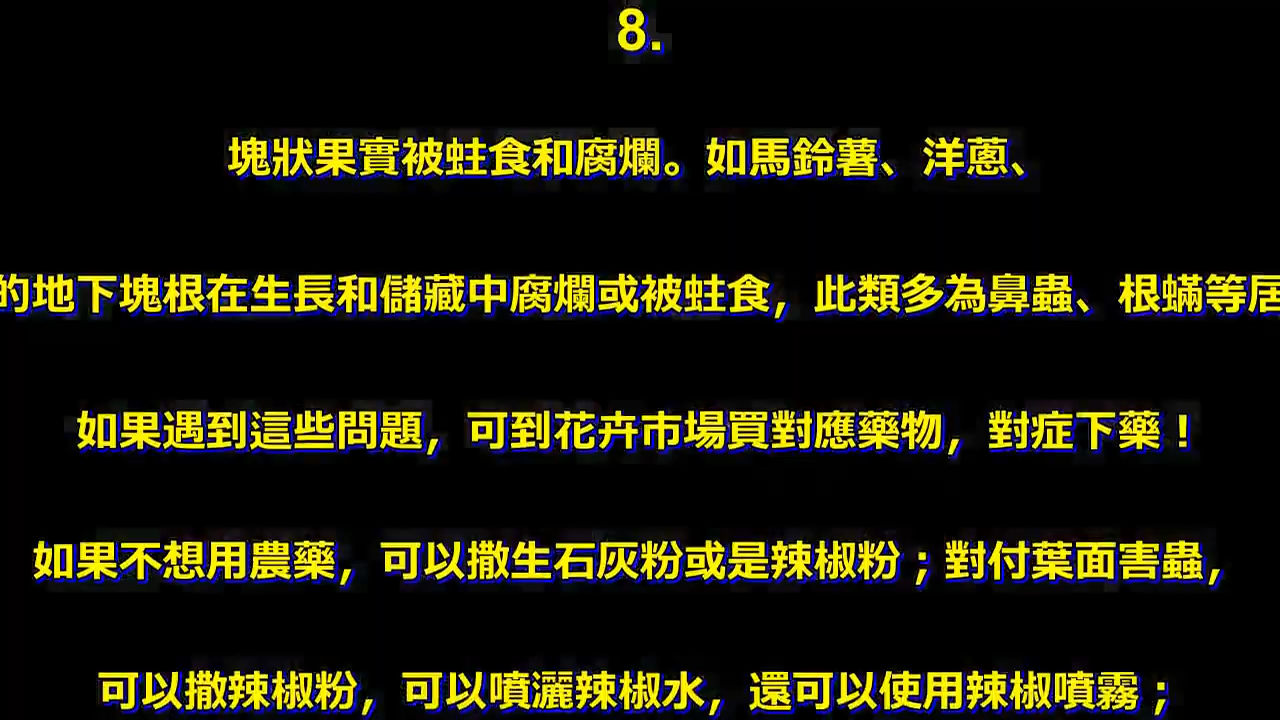 8.
塊狀果實被蛀食和腐爛。如馬鈴薯、洋蔥、
的地下塊根在生長和儲藏中腐爛或被蛀食，此類多為鼻蟲、根蟎等居
如果遇到這些問題，可到花卉市場買對應藥物，對症下藥！
如果不想用農藥，可以撒生石灰粉或是辣椒粉；對付葉面害蟲，
可以撒辣椒粉，可以噴灑辣椒水，還可以使用辣椒噴霧；